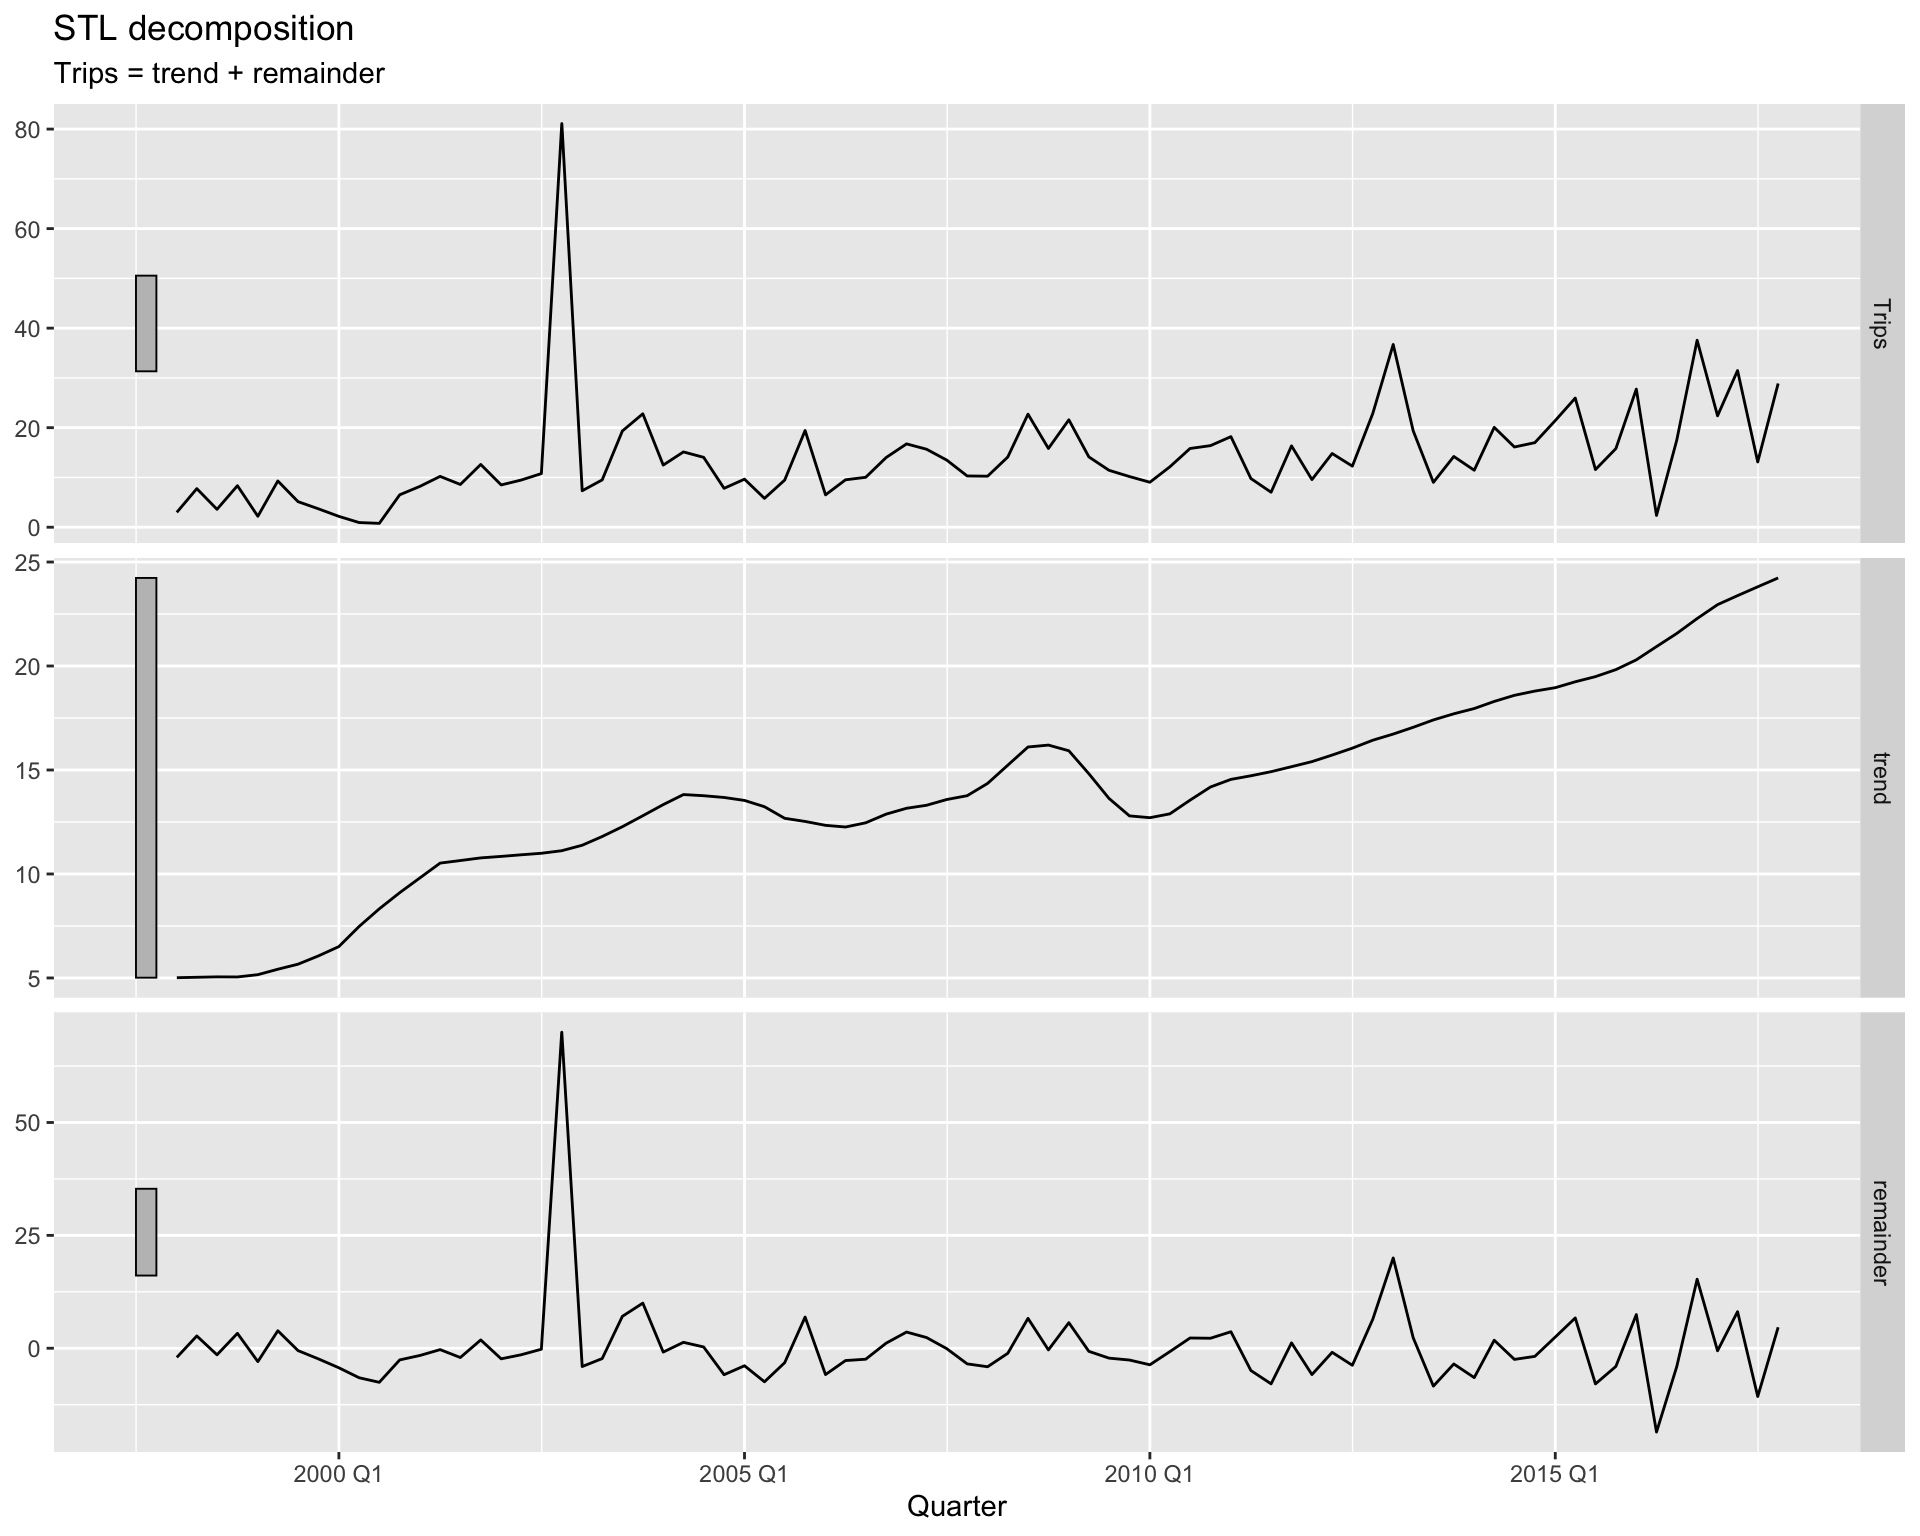 STL decomposition
Trips = trend + remainder
80
60
40
20
0
Trips
25
20
15
10
5
trend
50
25
0
remainder
2000 Q1
2005 Q1
2010 Q1
2015 Q1
Quarter